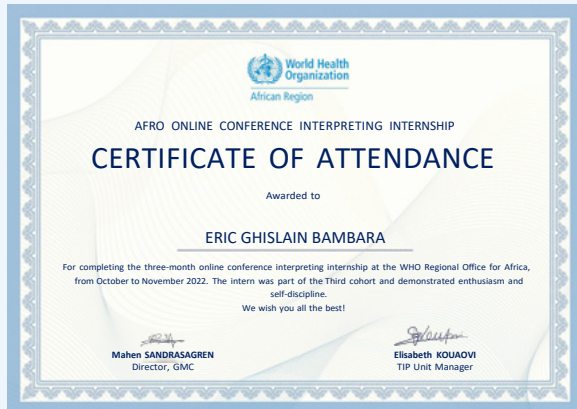 World Health
Organization
African Region
AFRO ONLINE CONFERENCE INTERPRETING INTERNSHIP
CERTIFICATE OF ATTENDANCE
Awarded to
ERIC GHISLAIN BAMBARA
For completing the three-month online conference interpreting internship at the WHO Regional Office for Africa,
from October to November 2022. The intern was part of the Third cohort and demonstrated enthusiasm and
self-discipline.
We wish you all the best!
Mahen SANDRASAGREN
Director, GMC
Elisabeth KOUAOVI
TIP Unit Manager